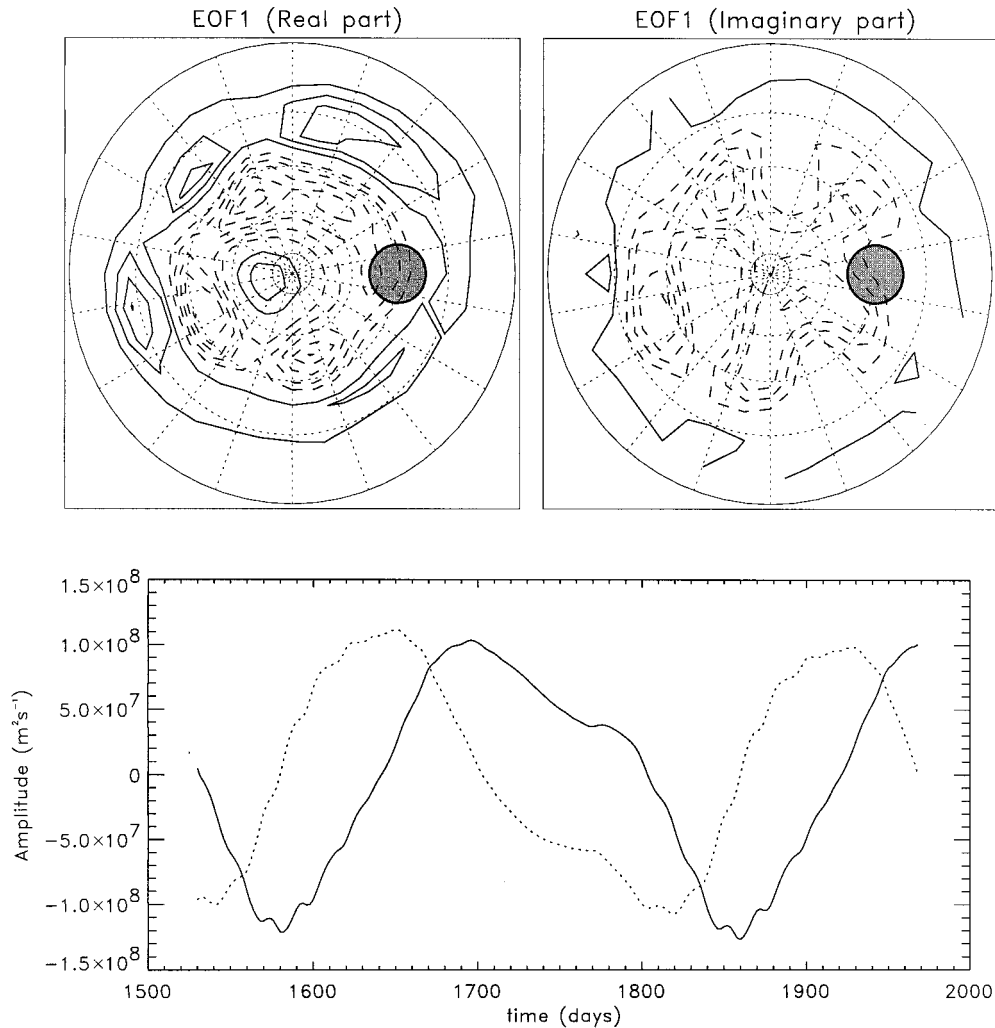 EOF1 (Real part)
EOF1 (Imaginary part)
1.5×10⁸
1.0×10⁸
5.0×10⁷
0
−5.0×10⁷
−1.0×10⁸
−1.5×10⁸
Amplitude (m²s⁻¹)
1500 1600 1700 1800 1900 2000
time (days)